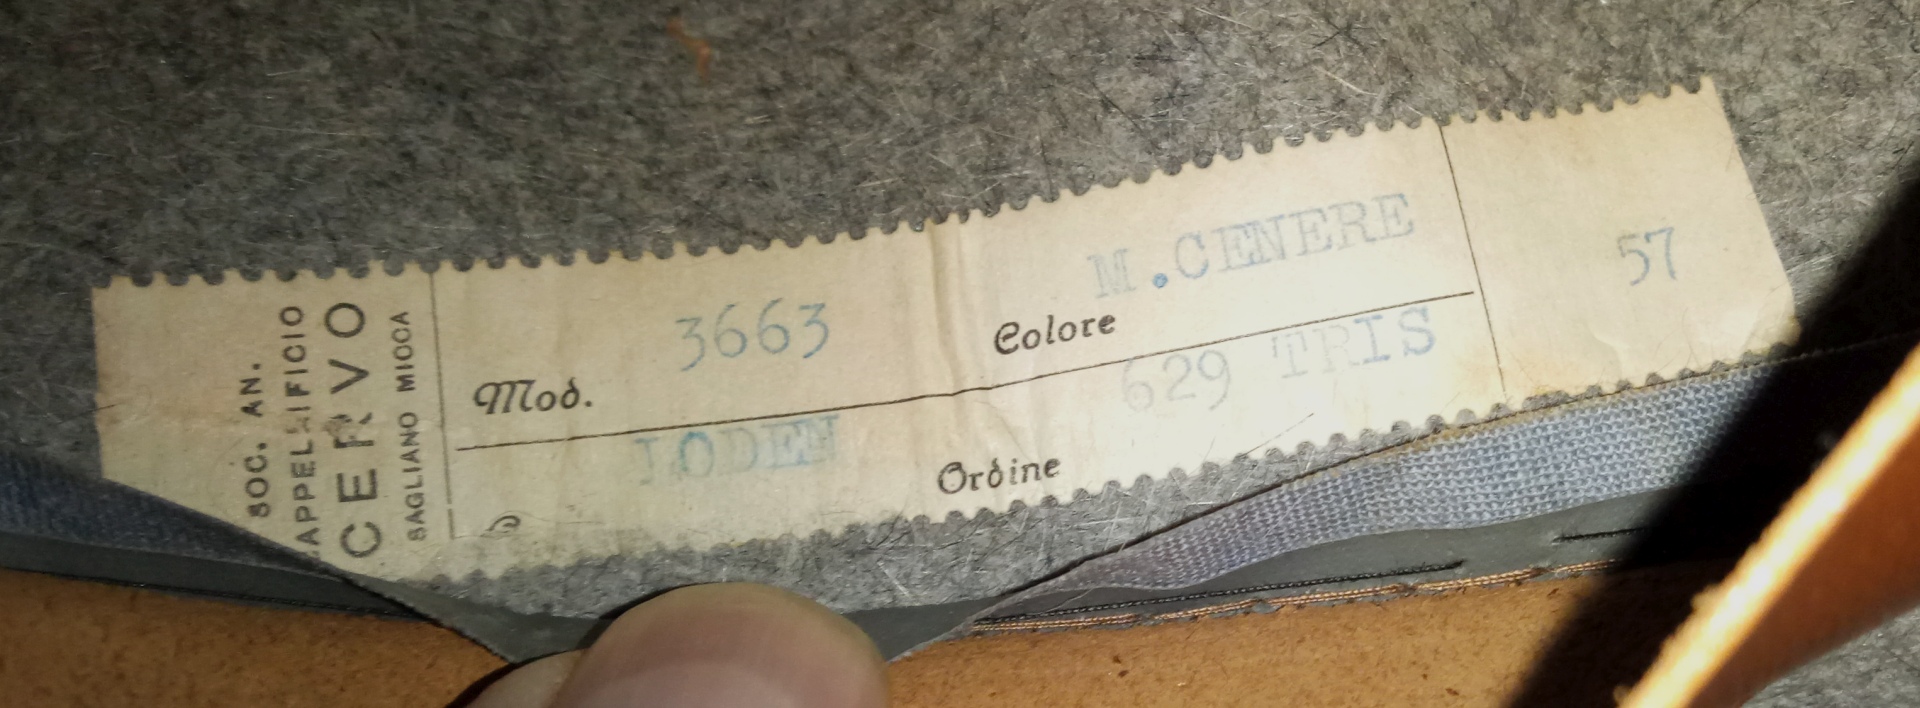 SOC. AN.
CAPPELLIFICIO
CERVO
SAGLIANO MICCA
Mod. 3663
LODEN
Colore M.CENERE
Ordine 629 TRIS
57